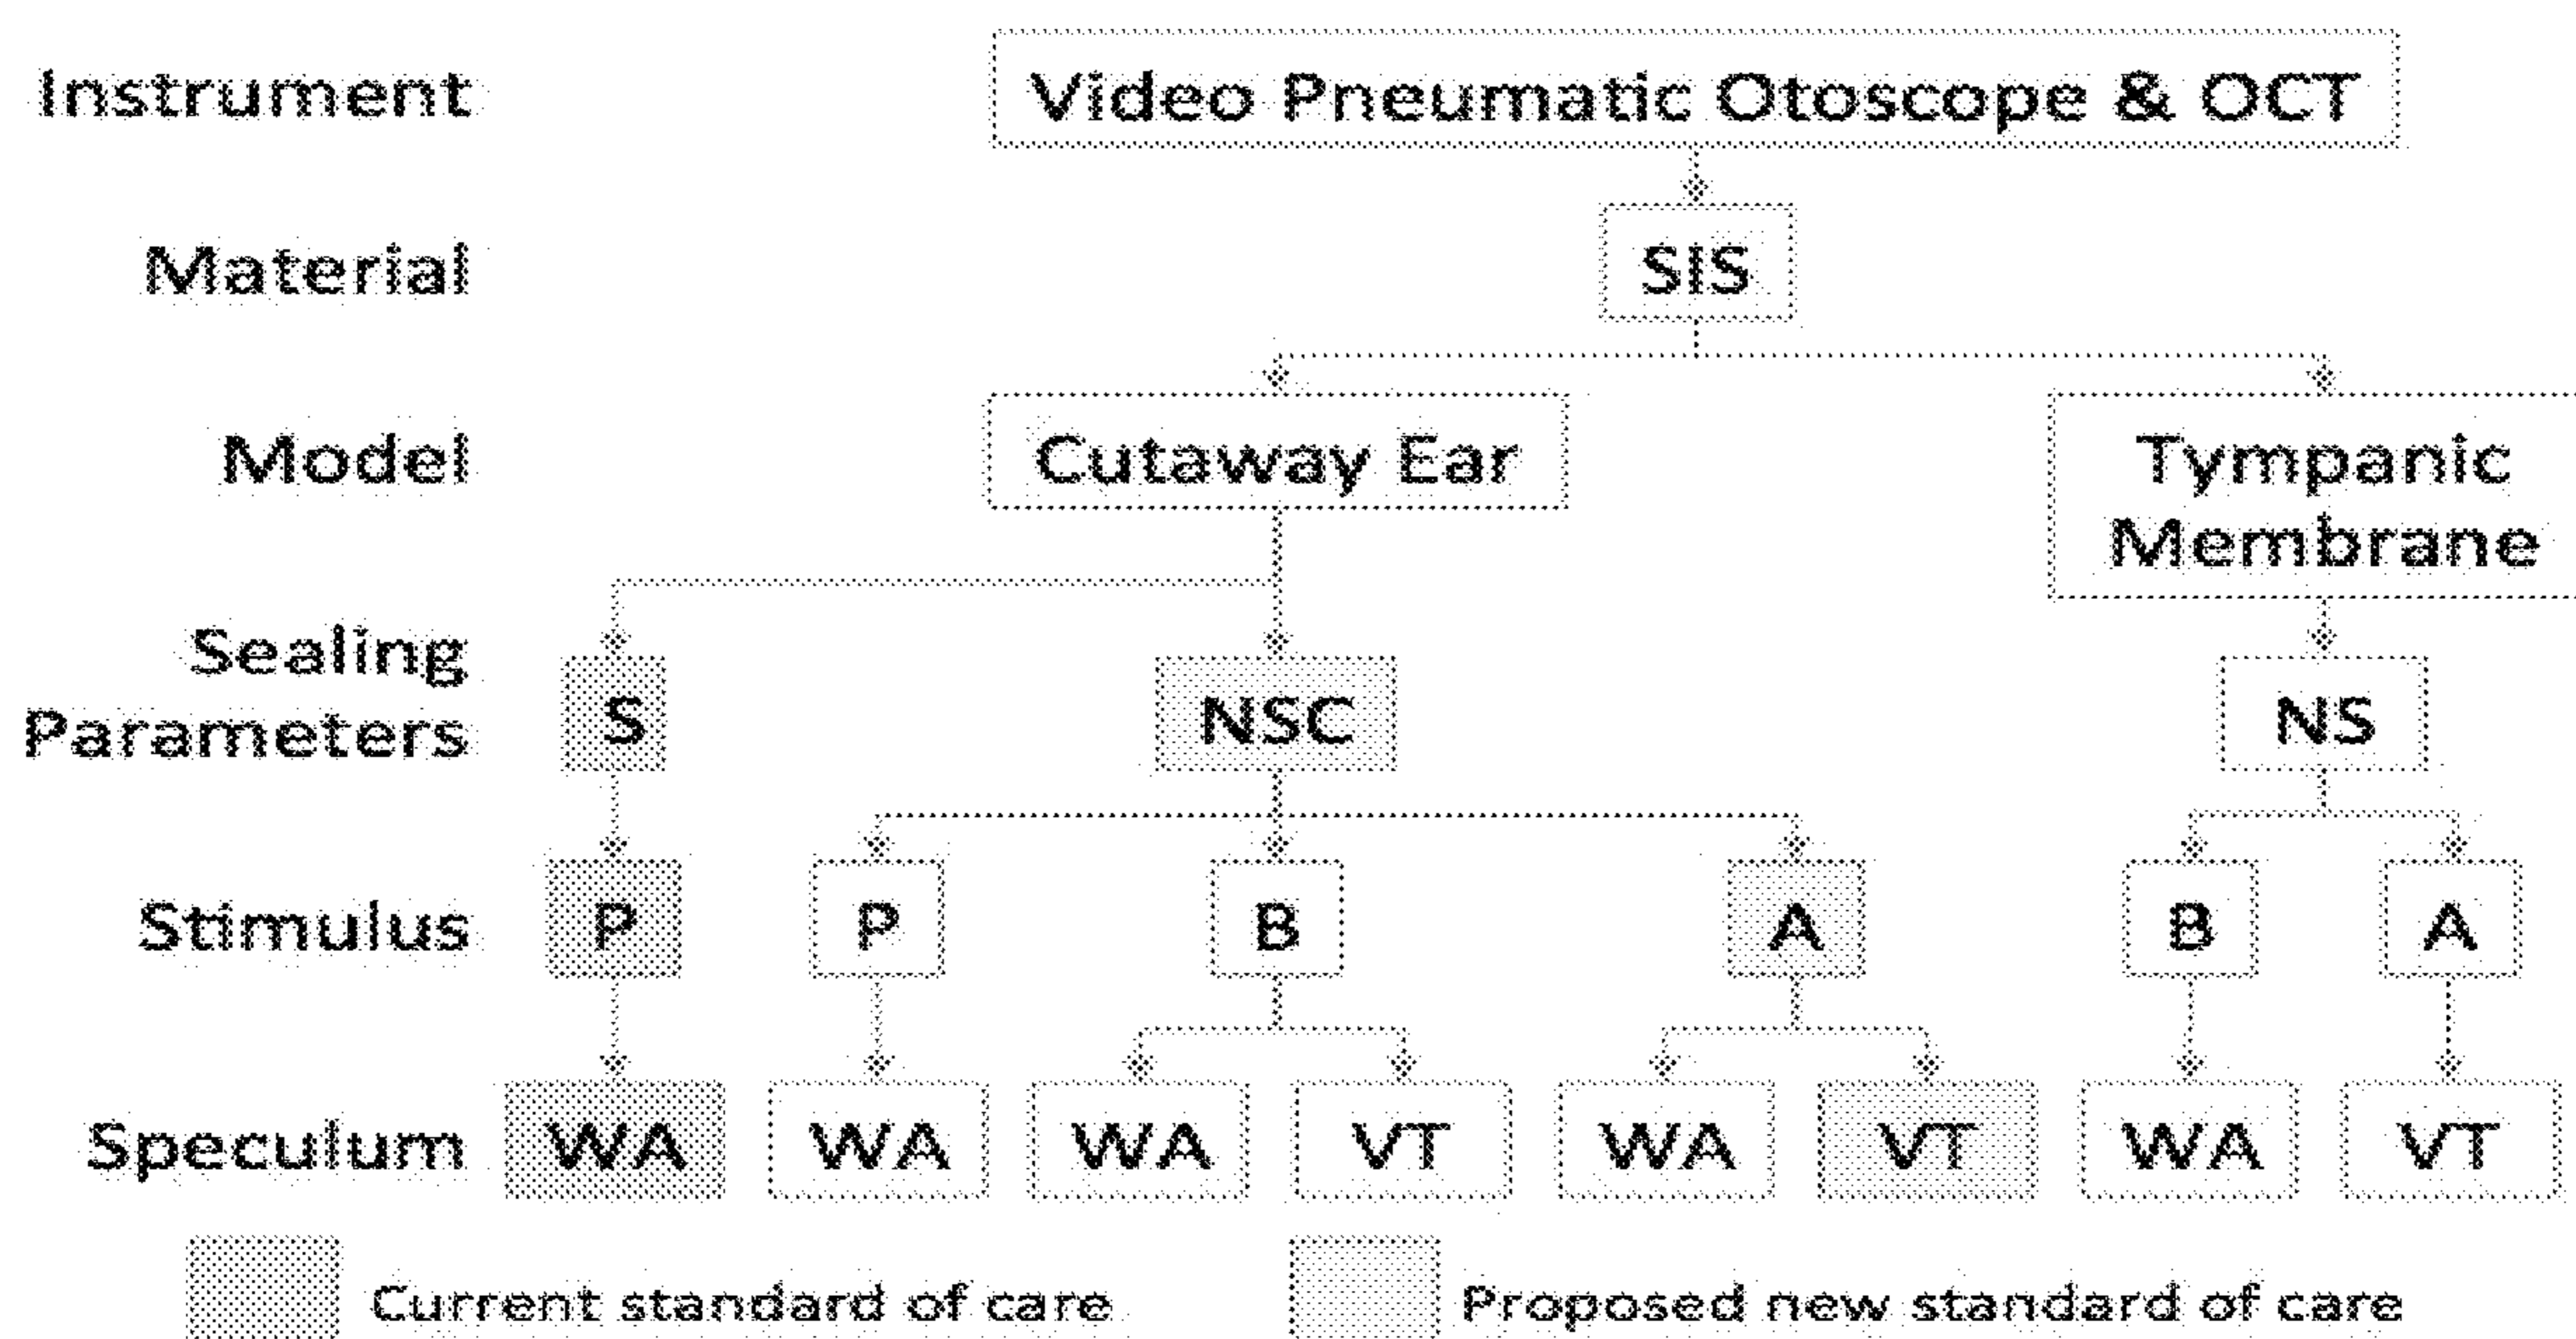 Instrument Video Pneumatic Otoscope & OCT
Material SIS
Model Cutaway Ear Tympanic
Membrane
Sealing
Parameters S NSC NS
Stimulus P P B A B A
Speculum WA WA WA VT WA VT WA VT
Current standard of care Proposed new standard of care